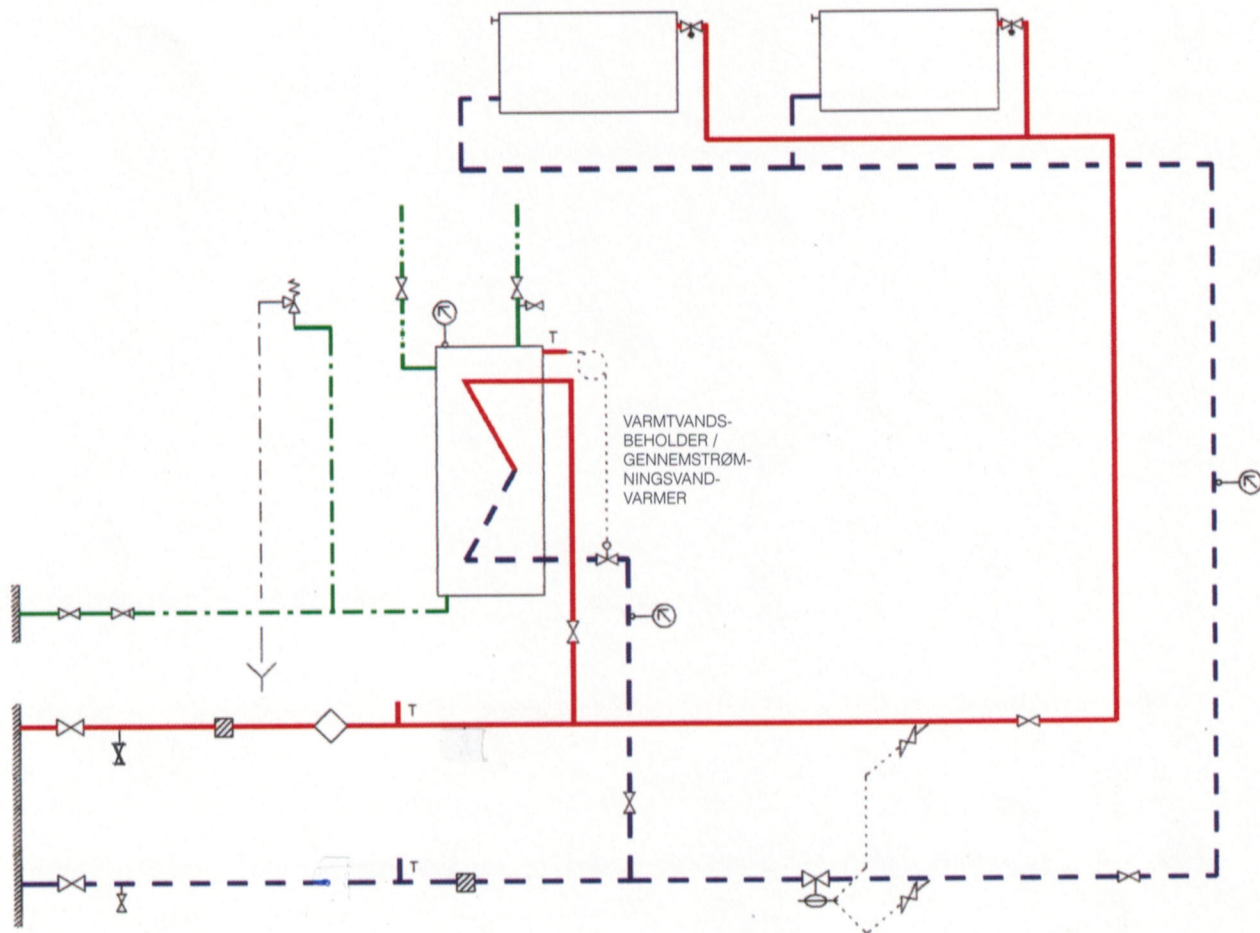 T
VARMTVANDS-
BEHOLDER /
GENNEMSTRØM-
NINGSVAND-
VARMER
T
T